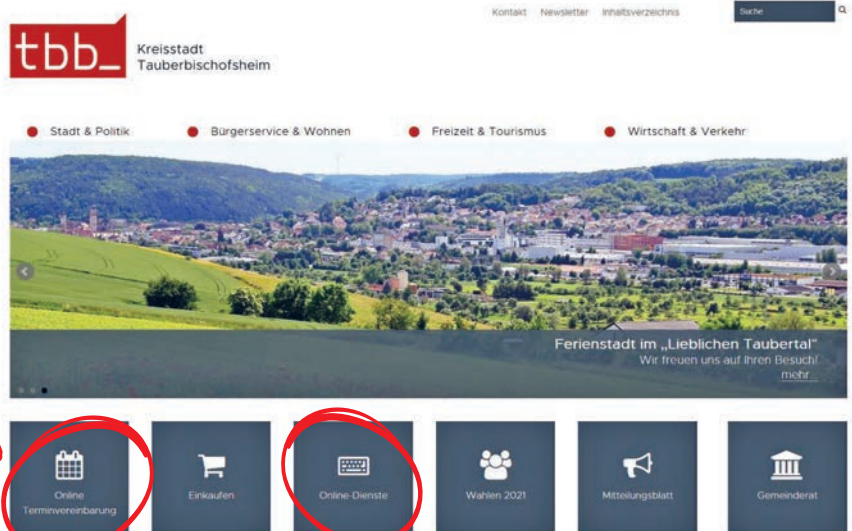 Kontakt Newsletter Inhaltsverzeichnis Suche
tbb_
Kreisstadt
Tauberbischofsheim
Stadt & Politik Bürgerservice & Wohnen Freizeit & Tourismus Wirtschaft & Verkehr
Ferienstadt im „Lieblichen Taubertal"
Wir freuen uns auf Ihren Besuch!
mehr...
Online
Terminvereinbarung
Einkaufen
Online-Dienste
Wahlen 2021
Mitteilungsblatt
Gemeinderat